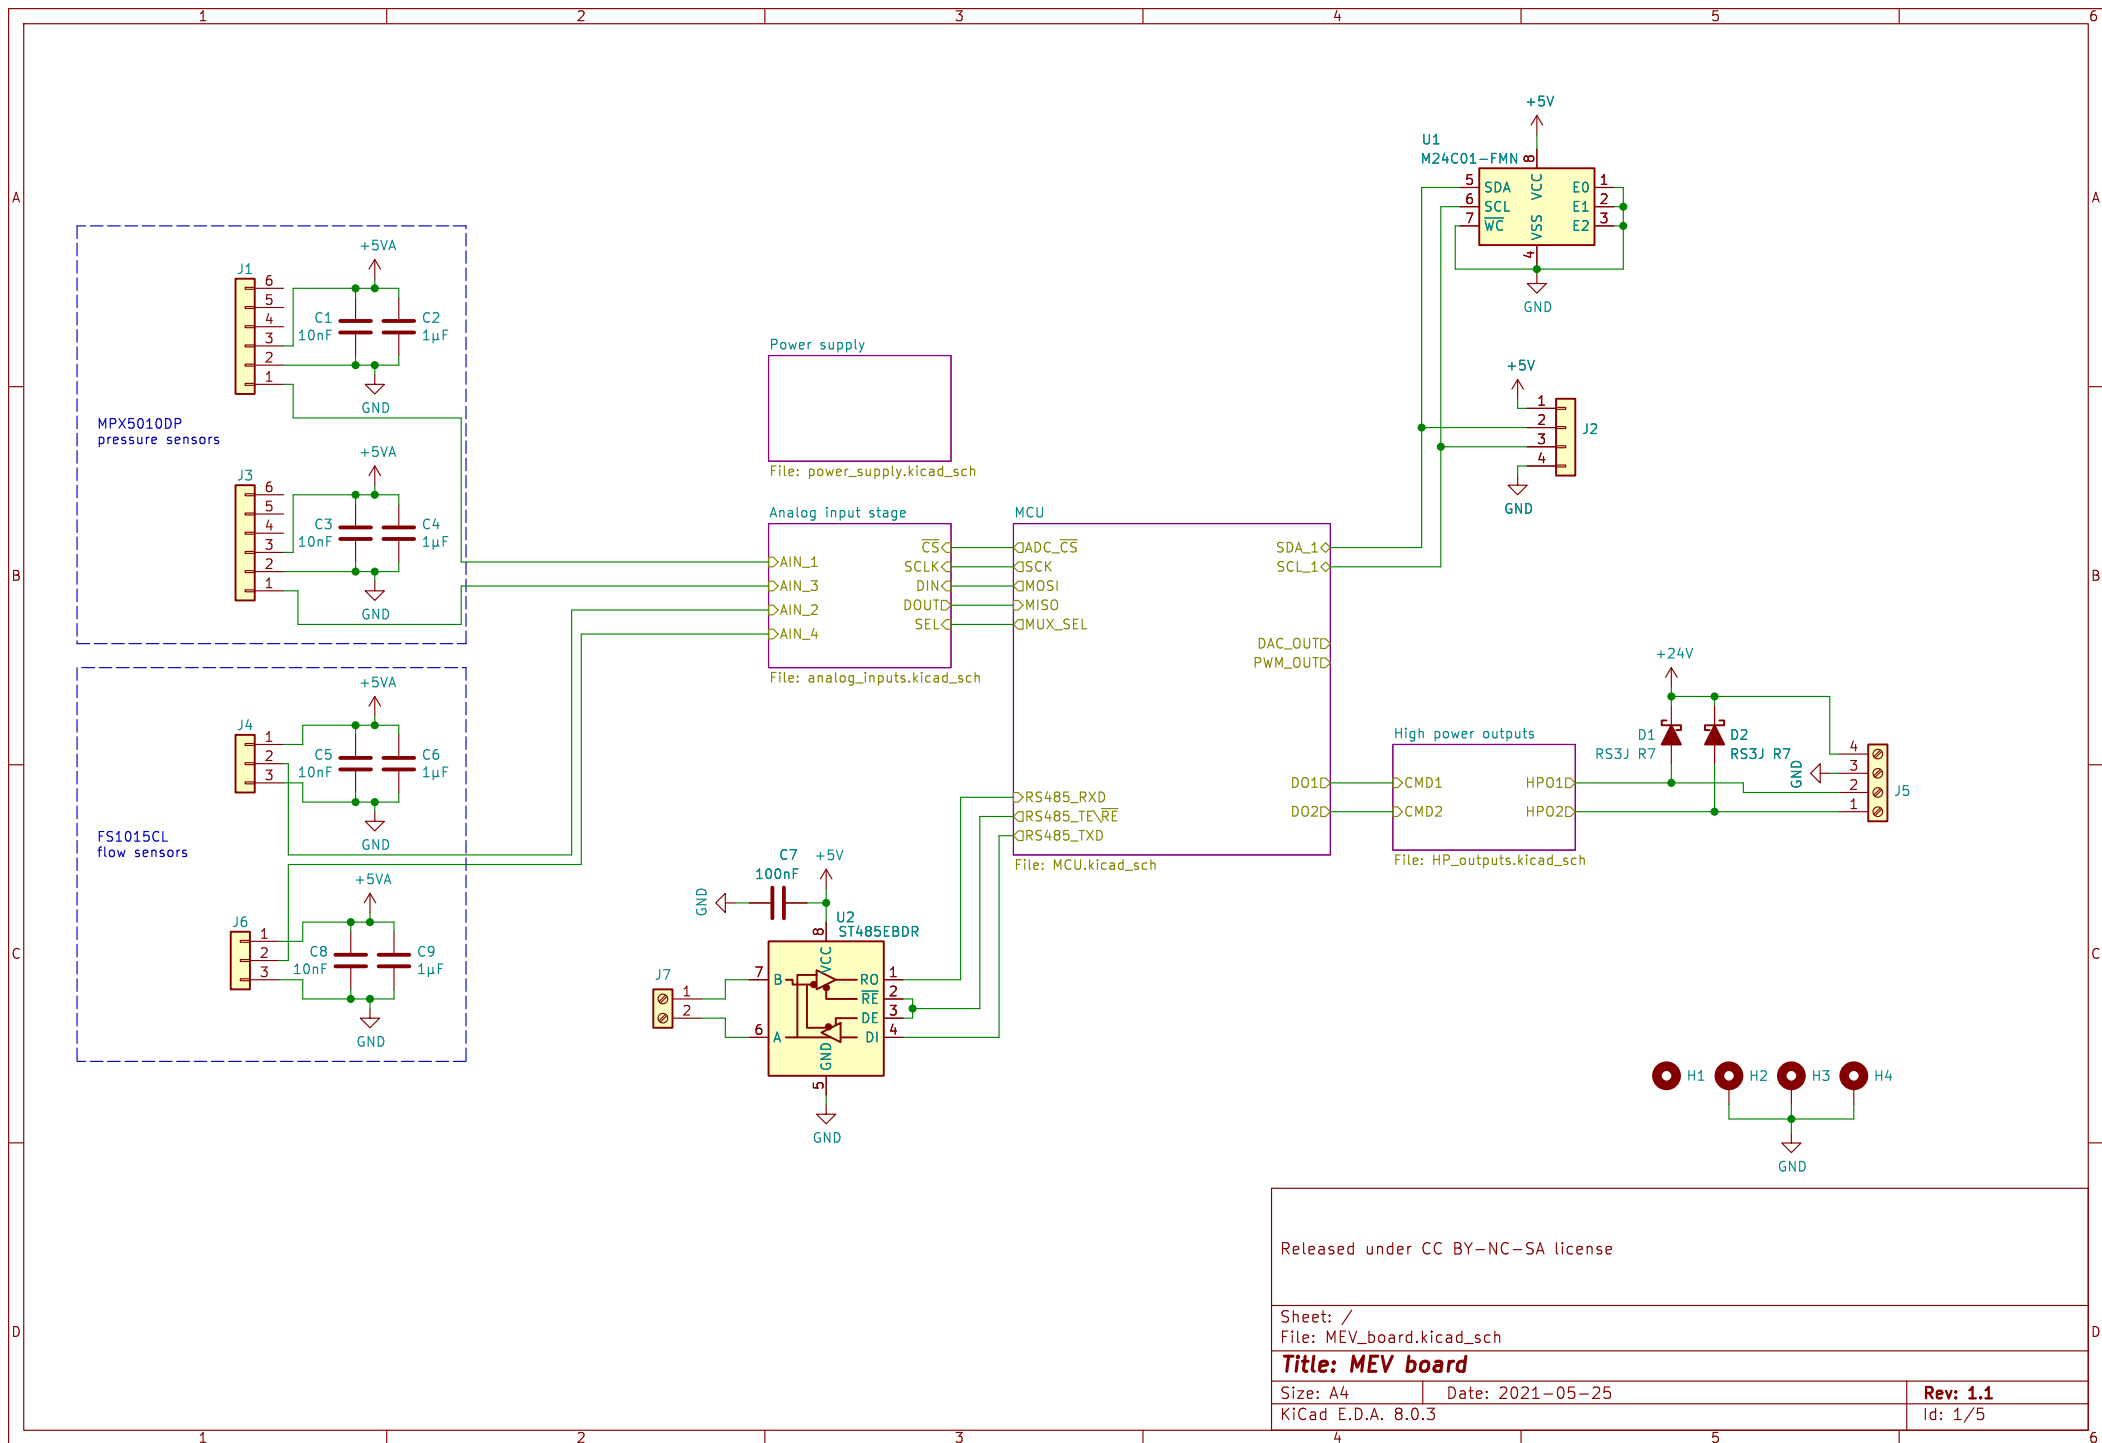 1 2 3 4 5 6
A A
B B
C C
D D
+5V
U1
M24C01-FMN
8
VCC
5 SDA E0 1
6 SCL E1 2
7 WC E2 3
VSS
4
GND
MPX5010DP
pressure sensors
+5VA
J1
6
5
4
3
2
1
C1
10nF
C2
1µF
GND
+5VA
J3
6
5
4
3
2
1
C3
10nF
C4
1µF
GND
Power supply
File: power_supply.kicad_sch
+5V
1
2
3
4
J2
GND
Analog input stage
AIN_1
AIN_3
AIN_2
AIN_4
CS
SCLK
DIN
DOUT
SEL
File: analog_inputs.kicad_sch
MCU
ADC_CS
SCK
MOSI
MISO
MUX_SEL
SDA_1
SCL_1
DAC_OUT
PWM_OUT
DO1
DO2
RS485_RXD
RS485_TE\RE
RS485_TXD
File: MCU.kicad_sch
FS1015CL
flow sensors
+5VA
J4
1
2
3
C5
10nF
C6
1µF
GND
+5VA
J6
1
2
3
C8
10nF
C9
1µF
GND
High power outputs
CMD1 HPO1
CMD2 HPO2
File: HP_outputs.kicad_sch
+24V
D1
RS3J R7
D2
RS3J R7
GND
4
3
2
1
J5
C7
100nF
+5V
GND
U2
ST485EBDR
8
VCC
7 B RO 1
RE 2
DE 3
6 A DI 4
GND
5
GND
J7
1
2
H1 H2 H3 H4
GND
Released under CC BY-NC-SA license
Sheet: /
File: MEV_board.kicad_sch
Title: MEV board
Size: A4 Date: 2021-05-25 Rev: 1.1
KiCad E.D.A. 8.0.3 Id: 1/5
1 2 3 4 5 6